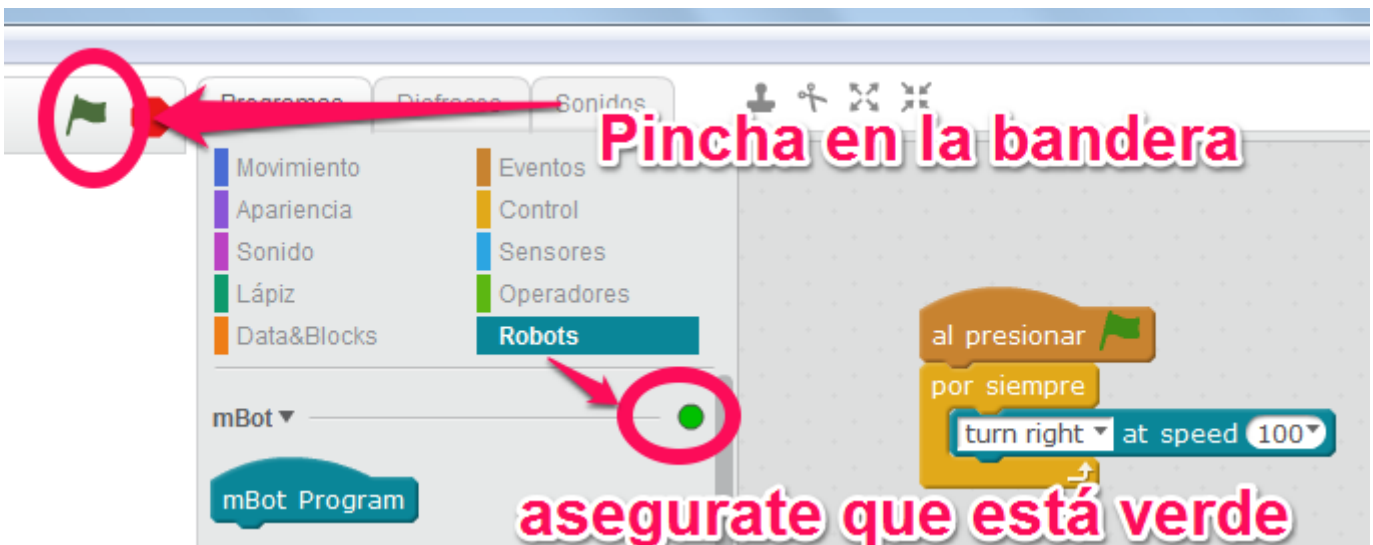 Programas Disfraces Sonidos
Pincha en la bandera
Movimiento
Eventos
Apariencia
Control
Sonido
Sensores
Lápiz
Operadores
Data&Blocks
Robots
al presionar
por siempre
turn right at speed 100
mBot
mBot Program
asegurate que está verde